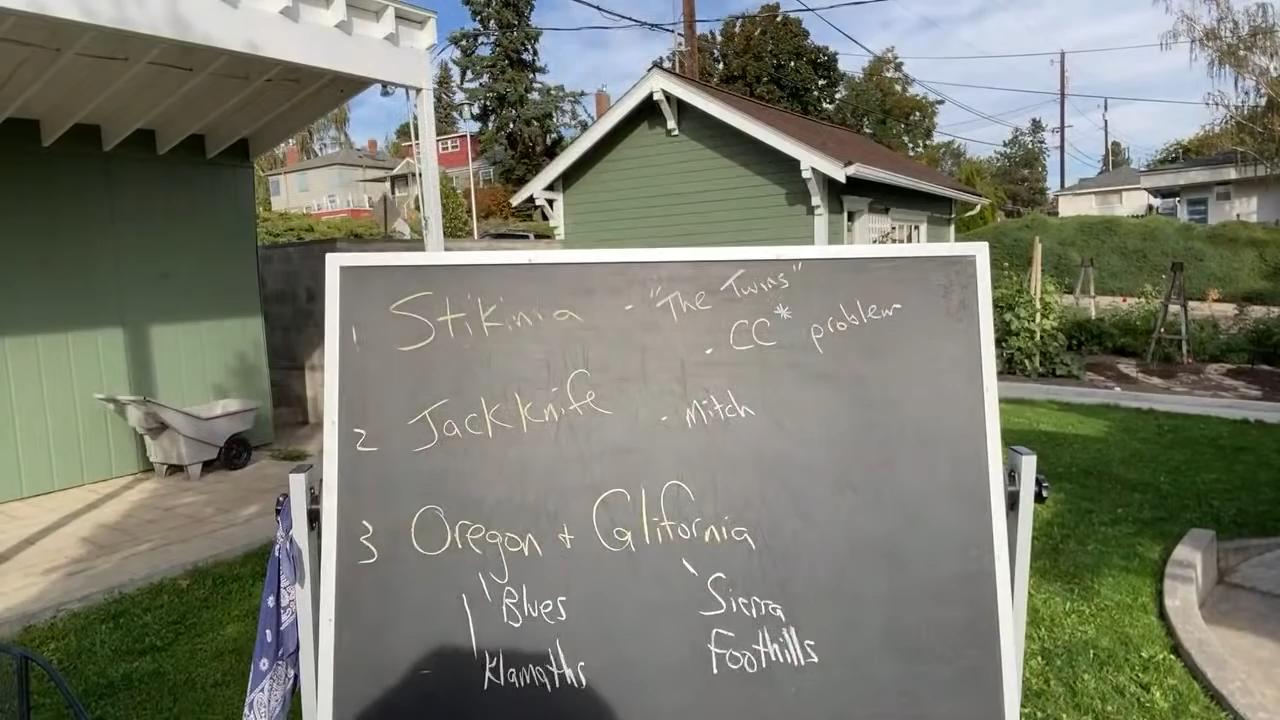 1 Stikinia - "The Twins"
- CC* problem
2 Jackknife - Mitch
3 Oregon + California
Blues Sierra
Klamaths Foothills